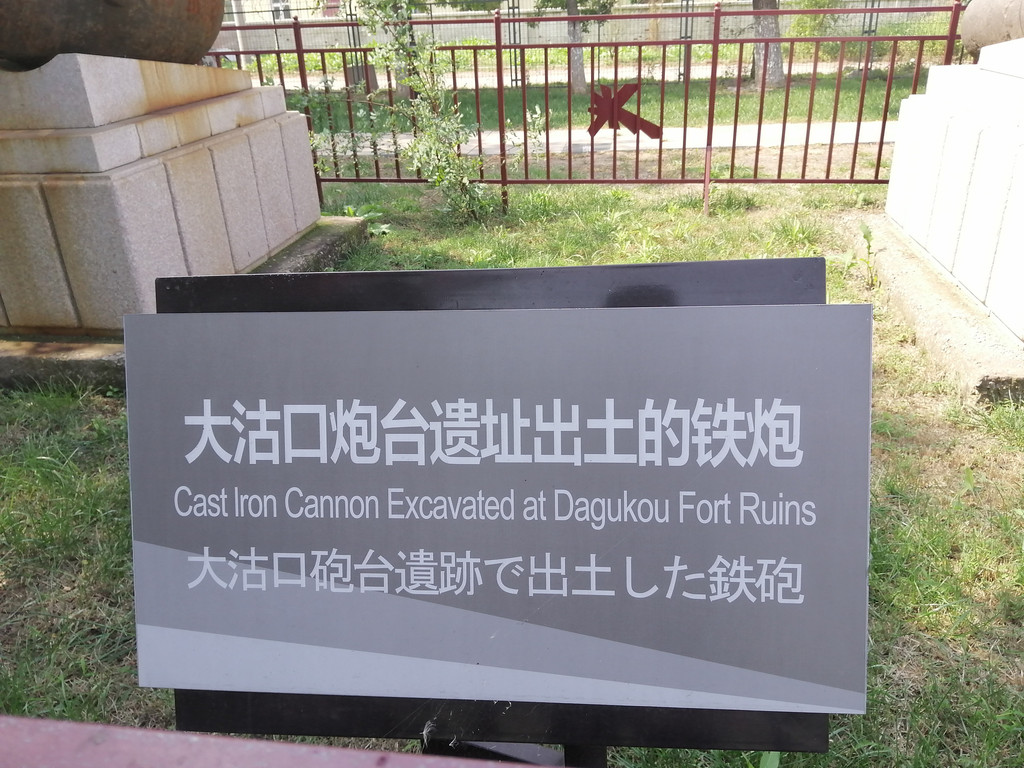 大沽口炮台遗址出土的铁炮
Cast Iron Cannon Excavated at Dagukou Fort Ruins
大沽口砲台遺跡で出土した鉄砲